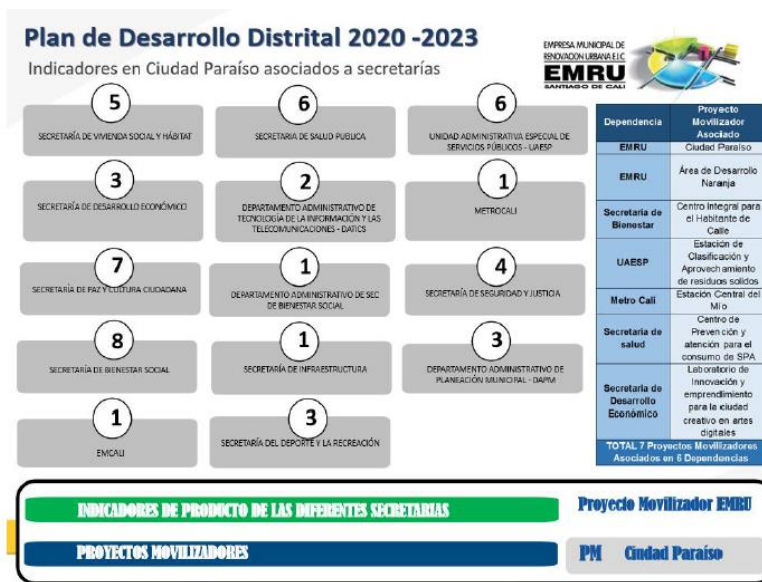 Plan de Desarrollo Distrital 2020 -2023
Indicadores en Ciudad Paraíso asociados a secretarías
EMPRESA MUNICIPAL DE
RENOVACION URBANA E.I.C
EMRU
SANTIAGO DE CALI
5
SECRETARÍA DE VIVIENDA SOCIAL Y HÁBITAT
6
SECRETARIA DE SALUD PUBLICA
6
UNIDAD ADMINISTRATIVA ESPECIAL DE
SERVICIOS PÚBLICOS - UAESP
3
SECRETARÍA DE DESARROLLO ECONÓMICO
2
DEPARTAMENTO ADMINISTRATIVO DE
TECNOLOGÍA DE LA INFORMACIÓN Y LAS
TELECOMUNICACIONES - DATICS
1
METROCALI
7
SECRETARÍA DE PAZ Y CULTURA CIUDADANA
1
DEPARTAMENTO ADMINISTRATIVO DE SEC
DE BIENESTAR SOCIAL
4
SECRETARÍA DE SEGURIDAD Y JUSTICIA
8
SECRETARÍA DE BIENESTAR SOCIAL
1
SECRETARÍA DE INFRAESTRUCTURA
3
DEPARTAMENTO ADMINISTRATIVO DE
PLANEACIÓN MUNICIPAL - DAPM
1
EMCALI
3
SECRETARÍA DEL DEPORTE Y LA RECREACIÓN
Dependencia
Proyecto
Movilizador
Asociado
EMRU
Ciudad Paraíso
EMRU
Área de Desarrollo
Naranja
Secretaria de
Bienestar
Centro Integral para
el Habitante de
Calle
UAESP
Estación de
Clasificación y
Aprovechamiento
de residuos solidos
Metro Cali
Estación Central del
Mío
Secretaria de
salud
Centro de
Prevención y
atención para el
consumo de SPA
Secretaria de
Desarrollo
Económico
Laboratorio de
Innovación y
emprendimiento
para la ciudad
creativo en artes
digitales
TOTAL 7 Proyectos Movilizadores
Asociados en 6 Dependencias
INDICADORES DE PRODUCTO DE LAS DIFERENTES SECRETARIAS
Proyecto Movilizador EMRU
PROYECTOS MOVILIZADORES
PM Ciudad Paraíso